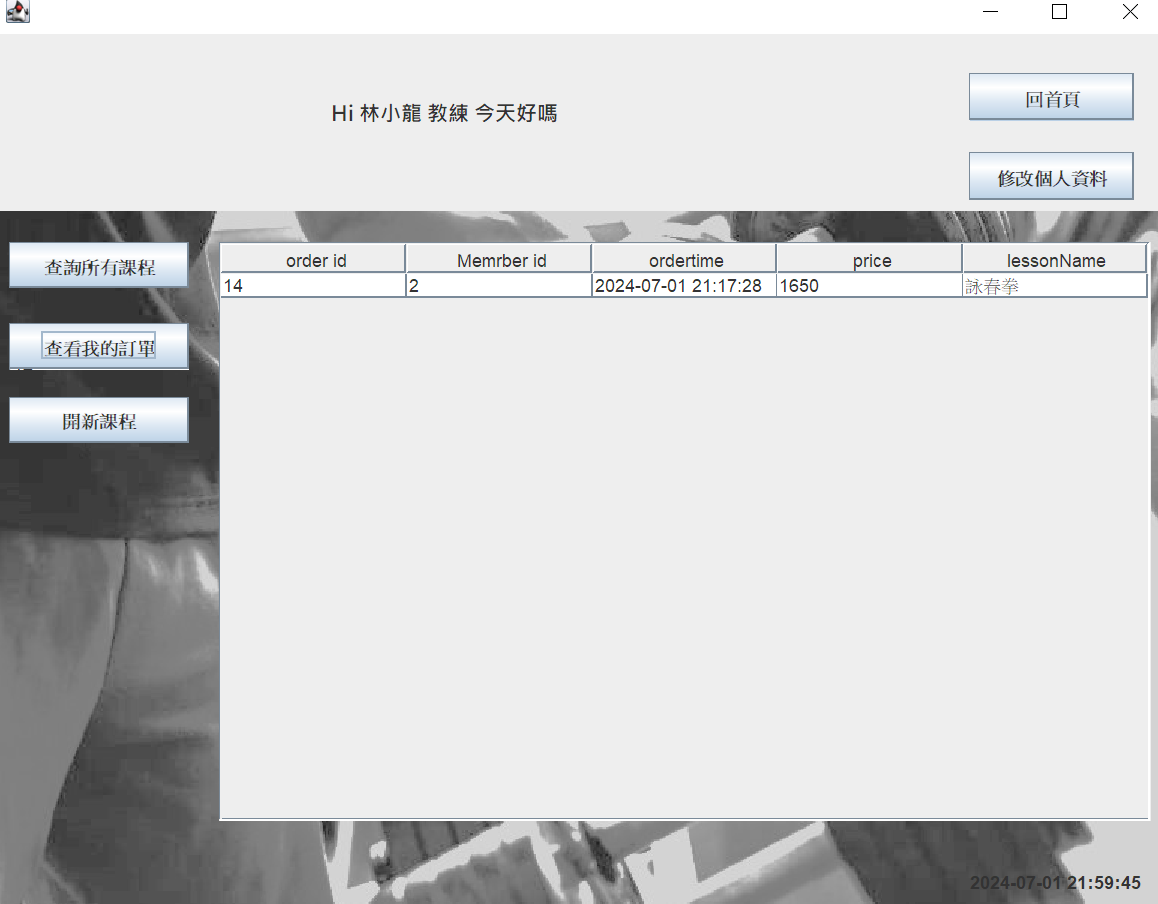 Hi 林小龍 教練 今天好嗎
回首頁
修改個人資料
查詢所有課程
查看我的訂單
開新課程
order id Memrber id ordertime price lessonName
14 2 2024-07-01 21:17:28 1650 詠春拳
2024-07-01 21:59:45